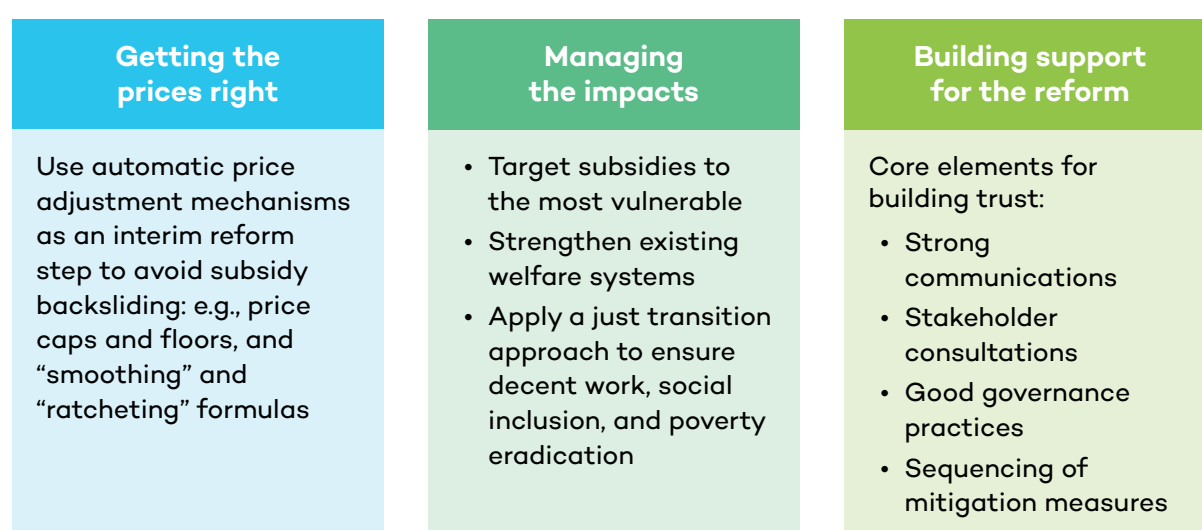 Getting the
prices right
Use automatic price
adjustment mechanisms
as an interim reform
step to avoid subsidy
backsliding: e.g., price
caps and floors, and
“smoothing” and
“ratcheting” formulas
Managing
the impacts
• Target subsidies to
the most vulnerable
• Strengthen existing
welfare systems
• Apply a just transition
approach to ensure
decent work, social
inclusion, and poverty
eradication
Building support
for the reform
Core elements for
building trust:
• Strong
communications
• Stakeholder
consultations
• Good governance
practices
• Sequencing of
mitigation measures